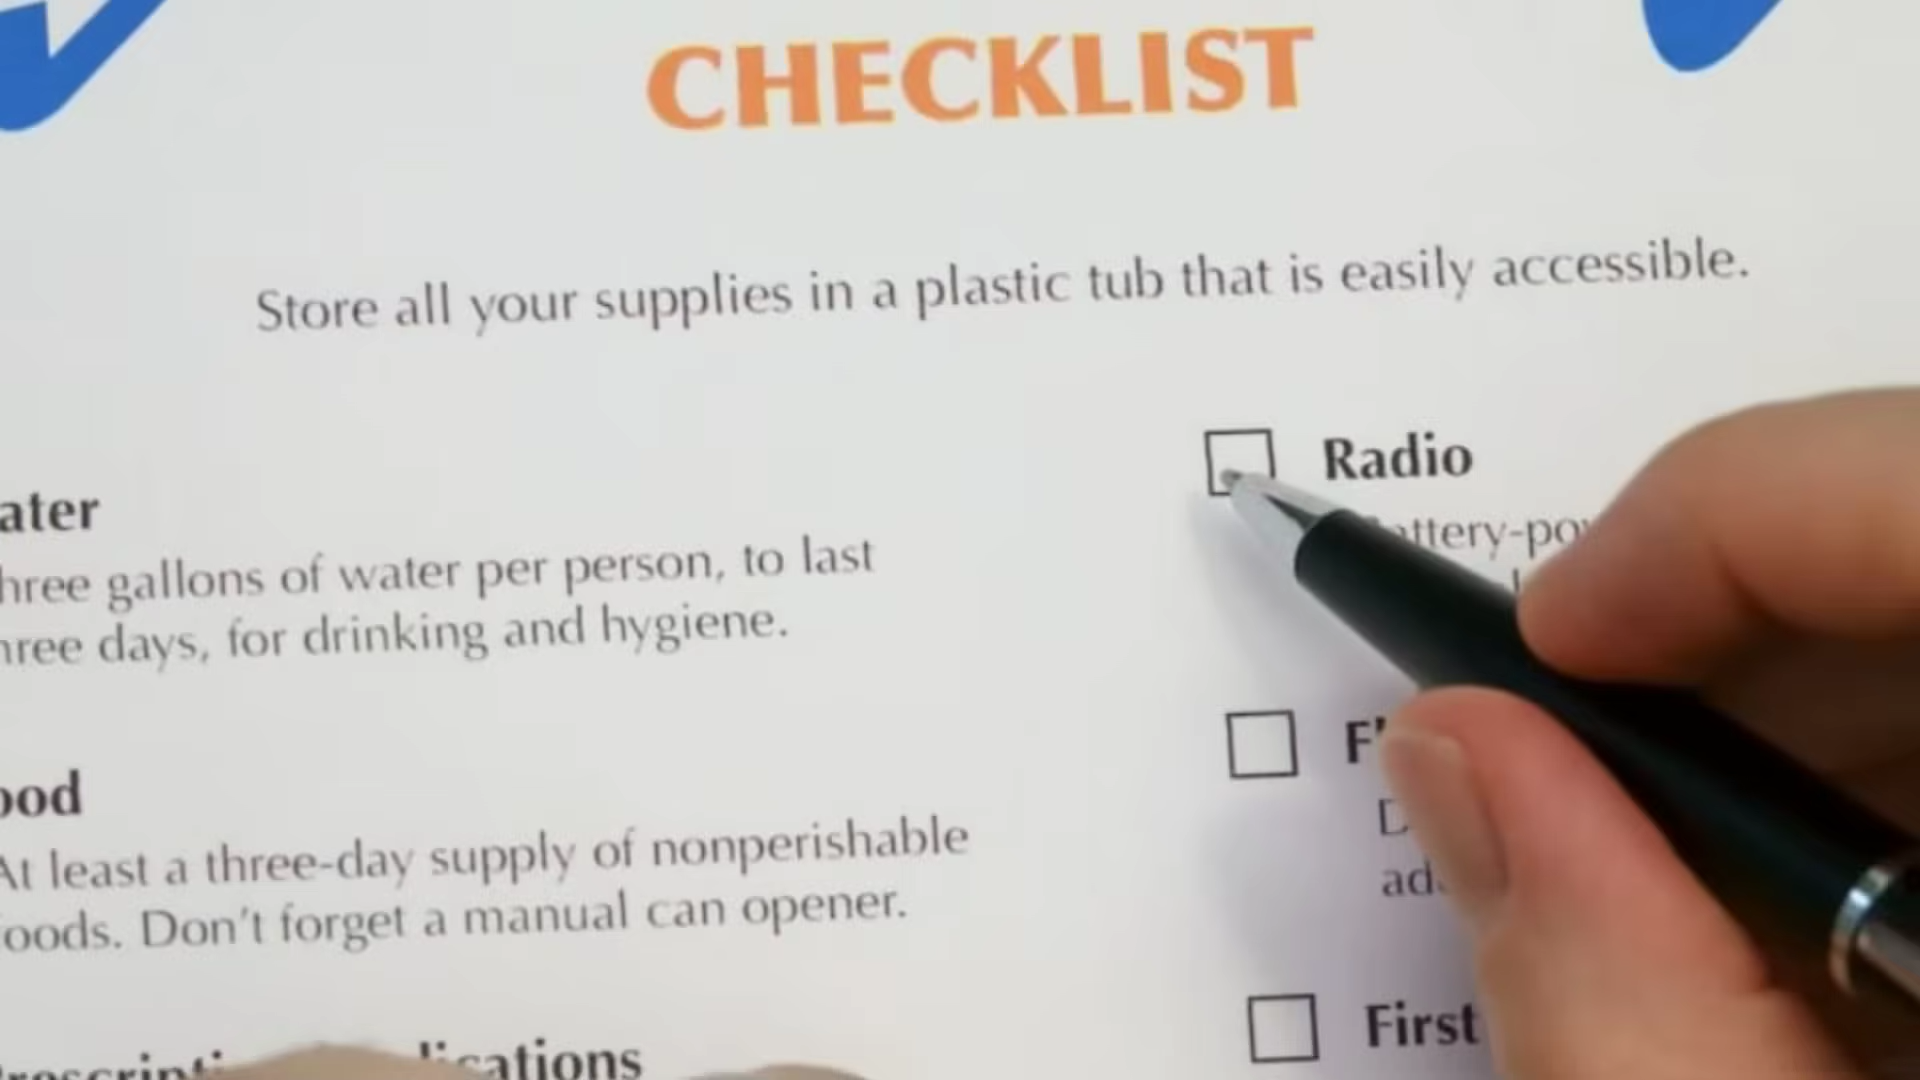 CHECKLIST
Store all your supplies in a plastic tub that is easily accessible.
ater
hree gallons of water per person, to last
hree days, for drinking and hygiene.
ood
At least a three-day supply of nonperishable
oods. Don't forget a manual can opener.
Radio
First